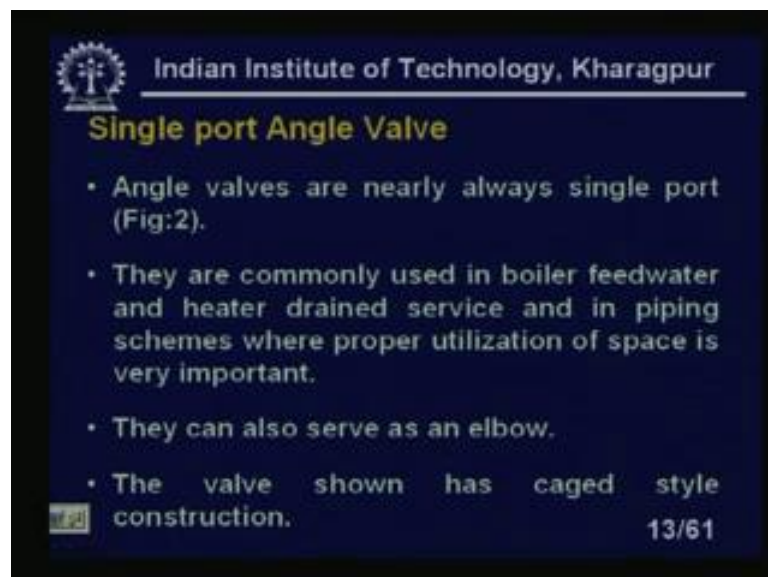 Indian Institute of Technology, Kharagpur
Single port Angle Valve
• Angle valves are nearly always single port
(Fig:2).
• They are commonly used in boiler feedwater
and heater drained service and in piping
schemes where proper utilization of space is
very important.
• They can also serve as an elbow.
• The valve shown has caged style
construction.
13/61